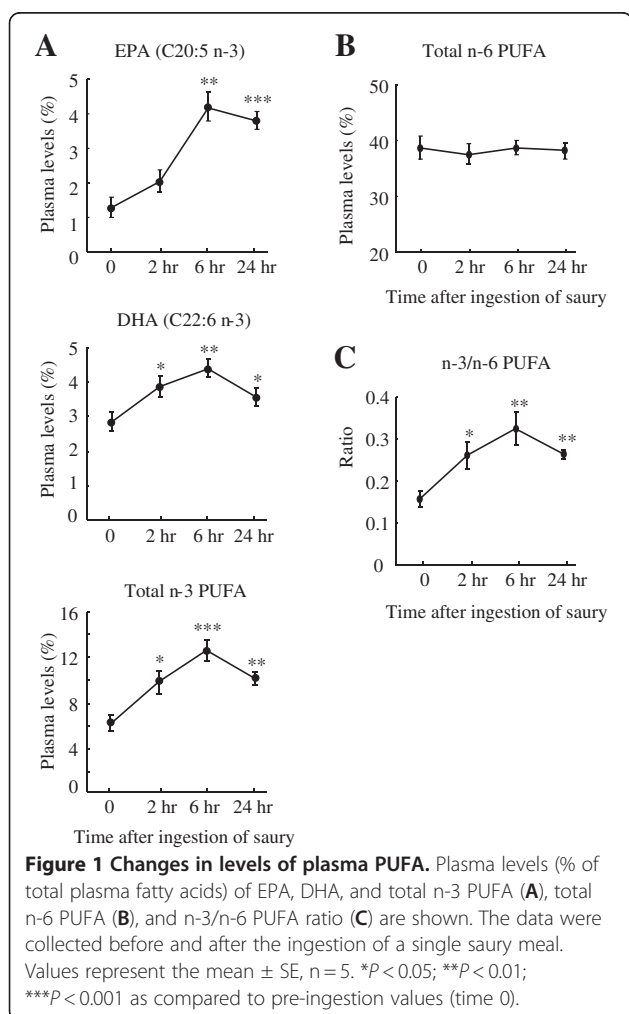 A
EPA (C20:5 n-3)
Plasma levels (%)
5
4
3
2
1
0
**
***
0 2 hr 6 hr 24 hr
DHA (C22:6 n-3)
Plasma levels (%)
5
4
3
2
1
0
*
**
*
0 2 hr 6 hr 24 hr
Total n-3 PUFA
Plasma levels (%)
16
12
8
4
0
*
***
**
0 2 hr 6 hr 24 hr
Time after ingestion of saury
B
Total n-6 PUFA
Plasma levels (%)
50
40
30
20
0 2 hr 6 hr 24 hr
Time after ingestion of saury
C
n-3/n-6 PUFA
Ratio
0.4
0.3
0.2
0.1
0
*
**
**
0 2 hr 6 hr 24 hr
Time after ingestion of saury
Figure 1 Changes in levels of plasma PUFA. Plasma levels (% of
total plasma fatty acids) of EPA, DHA, and total n-3 PUFA (A), total
n-6 PUFA (B), and n-3/n-6 PUFA ratio (C) are shown. The data were
collected before and after the ingestion of a single saury meal.
Values represent the mean ± SE, n = 5. *P < 0.05; **P < 0.01;
***P < 0.001 as compared to pre-ingestion values (time 0).